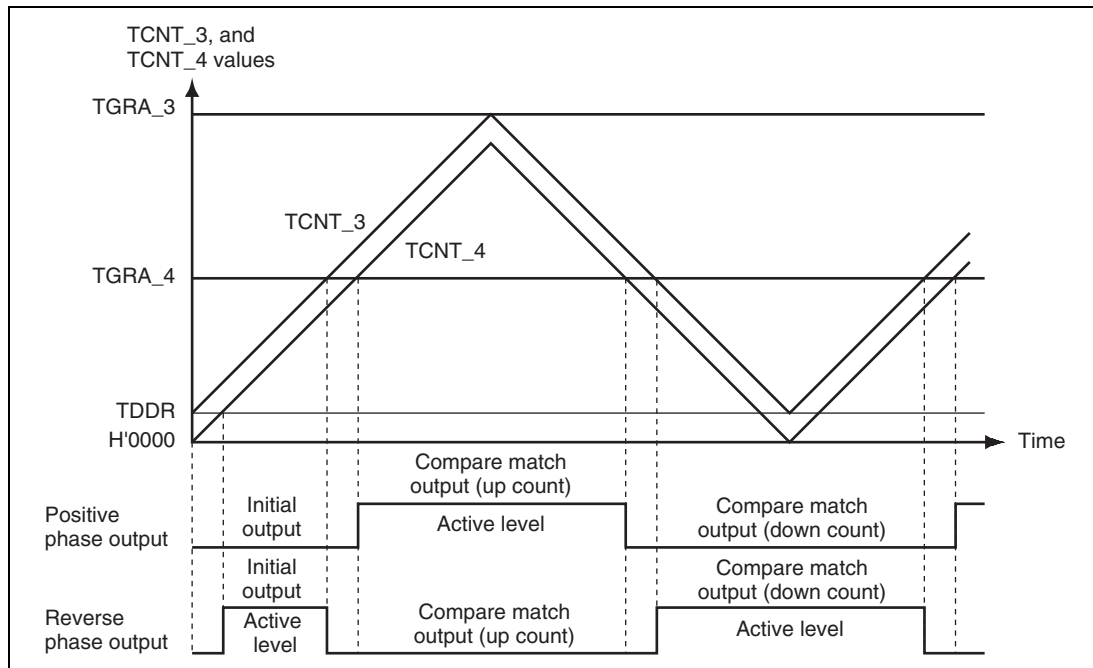 TCNT_3, and
TCNT_4 values
TGRA_3
TCNT_3
TCNT_4
TGRA_4
TDDR
H'0000
Time
Compare match
output (up count)
Positive
phase output
Initial
output
Active level
Compare match
output (down count)
Initial
output
Compare match
output (down count)
Reverse
phase output
Active
level
Compare match
output (up count)
Active level